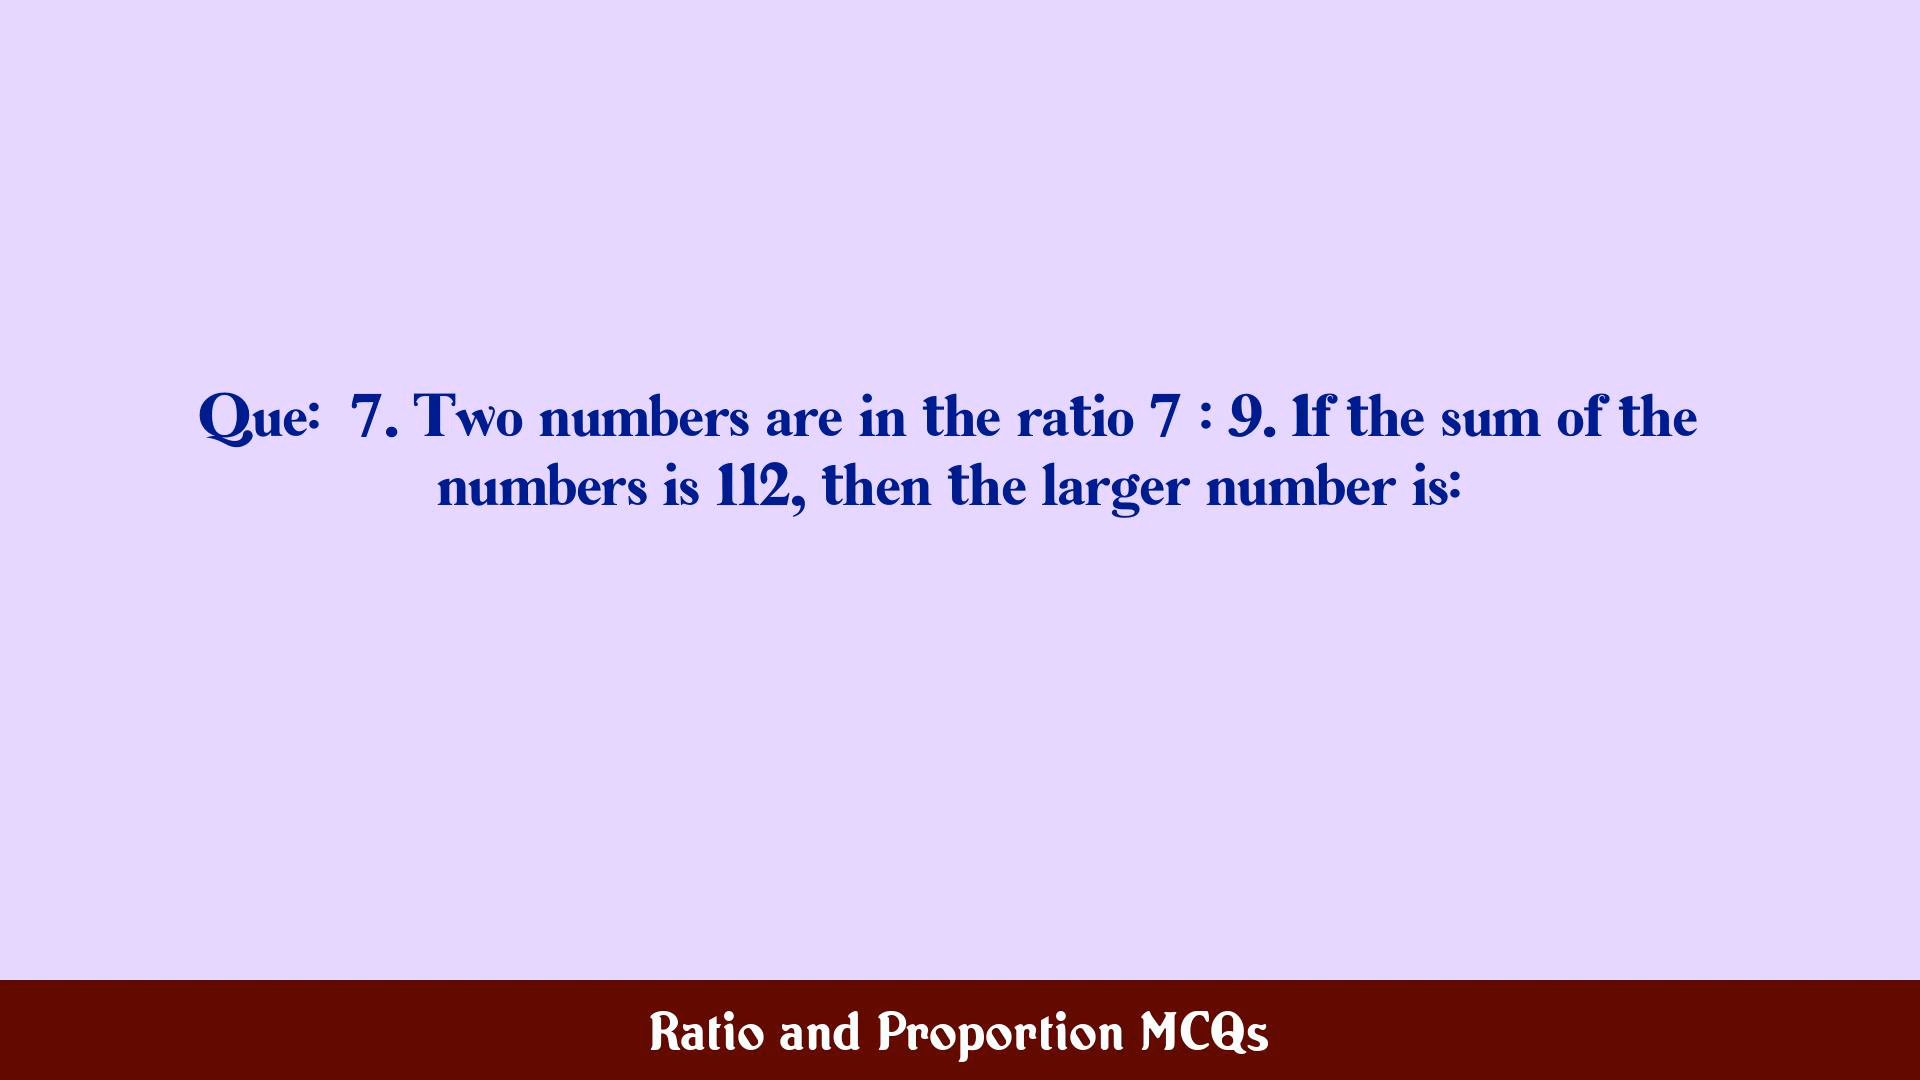 Que: 7. Two numbers are in the ratio 7 : 9. If the sum of the
numbers is 112, then the larger number is:
Ratio and Proportion MCQs